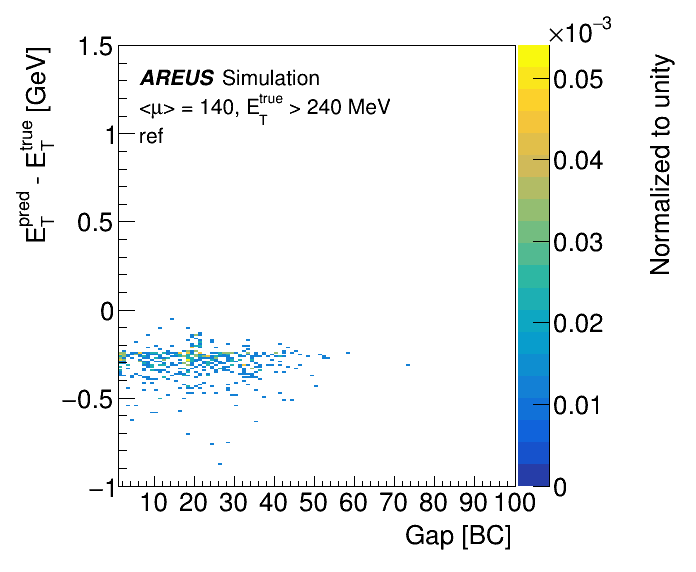 ×10⁻³
1.5
1
0.5
0
−0.5
−1
E_T^pred - E_T^true [GeV]
AREUS Simulation
<μ> = 140, E_T^true > 240 MeV
ref
10 20 30 40 50 60 70 80 90 100
Gap [BC]
0.05
0.04
0.03
0.02
0.01
0
Normalized to unity